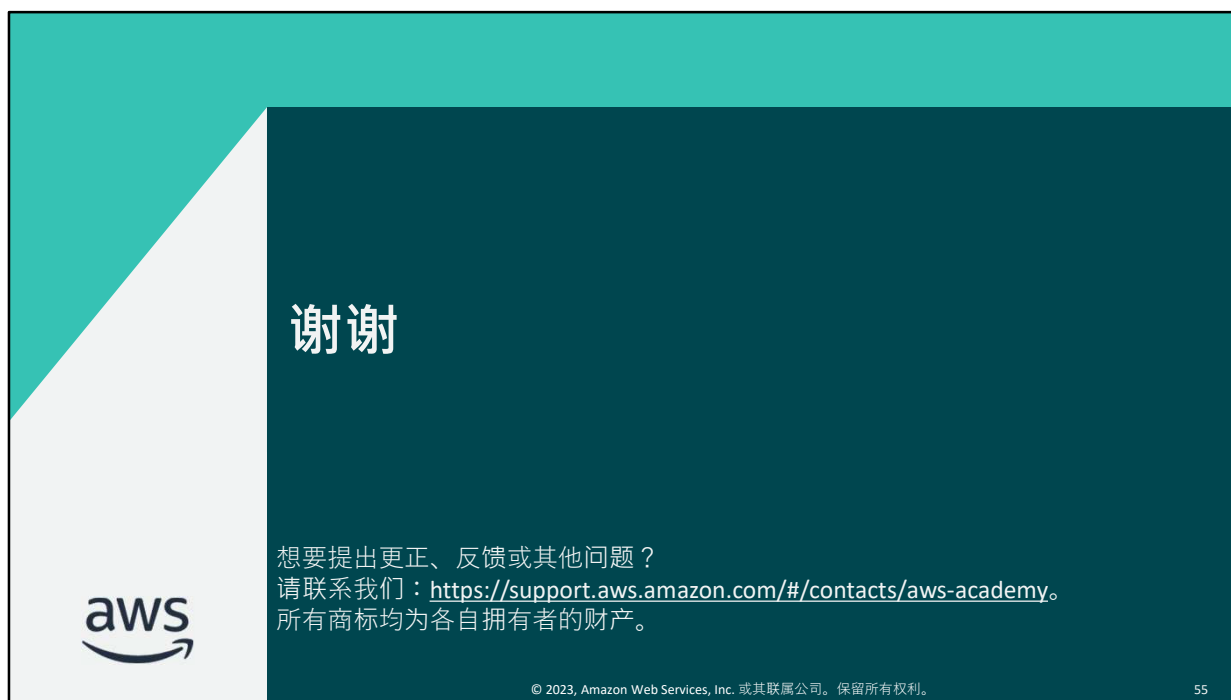 谢谢
想要提出更正、反馈或其他问题？
请联系我们：https://support.aws.amazon.com/#/contacts/aws-academy。
所有商标均为各自拥有者的财产。
aws
© 2023, Amazon Web Services, Inc. 或其联属公司。保留所有权利。
55